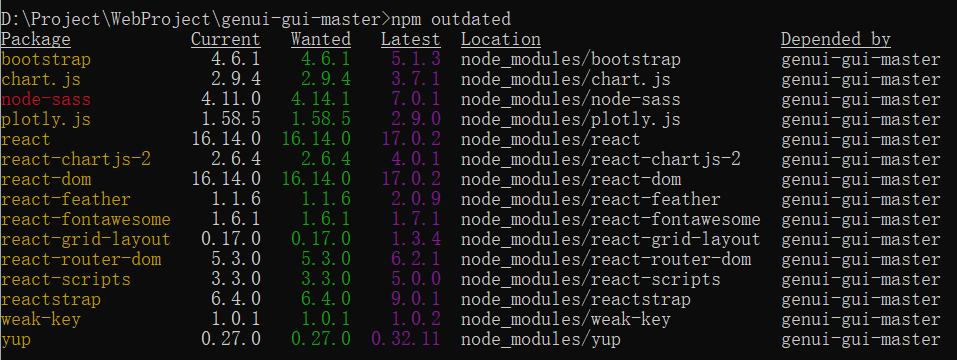 D:\Project\WebProject\genui-gui-master>npm outdated
Package Current Wanted Latest Location Depended by
bootstrap 4.6.1 4.6.1 5.1.3 node_modules/bootstrap genui-gui-master
chart.js 2.9.4 2.9.4 3.7.1 node_modules/chart.js genui-gui-master
node-sass 4.11.0 4.14.1 7.0.1 node_modules/node-sass genui-gui-master
plotly.js 1.58.5 1.58.5 2.9.0 node_modules/plotly.js genui-gui-master
react 16.14.0 16.14.0 17.0.2 node_modules/react genui-gui-master
react-chartjs-2 2.6.4 2.6.4 4.0.1 node_modules/react-chartjs-2 genui-gui-master
react-dom 16.14.0 16.14.0 17.0.2 node_modules/react-dom genui-gui-master
react-feather 1.1.6 1.1.6 2.0.9 node_modules/react-feather genui-gui-master
react-fontawesome 1.6.1 1.6.1 1.7.1 node_modules/react-fontawesome genui-gui-master
react-grid-layout 0.17.0 0.17.0 1.3.4 node_modules/react-grid-layout genui-gui-master
react-router-dom 5.3.0 5.3.0 6.2.1 node_modules/react-router-dom genui-gui-master
react-scripts 3.3.0 3.3.0 5.0.0 node_modules/react-scripts genui-gui-master
reactstrap 6.4.0 6.4.0 9.0.1 node_modules/reactstrap genui-gui-master
weak-key 1.0.1 1.0.1 1.0.2 node_modules/weak-key genui-gui-master
yup 0.27.0 0.27.0 0.32.11 node_modules/yup genui-gui-master